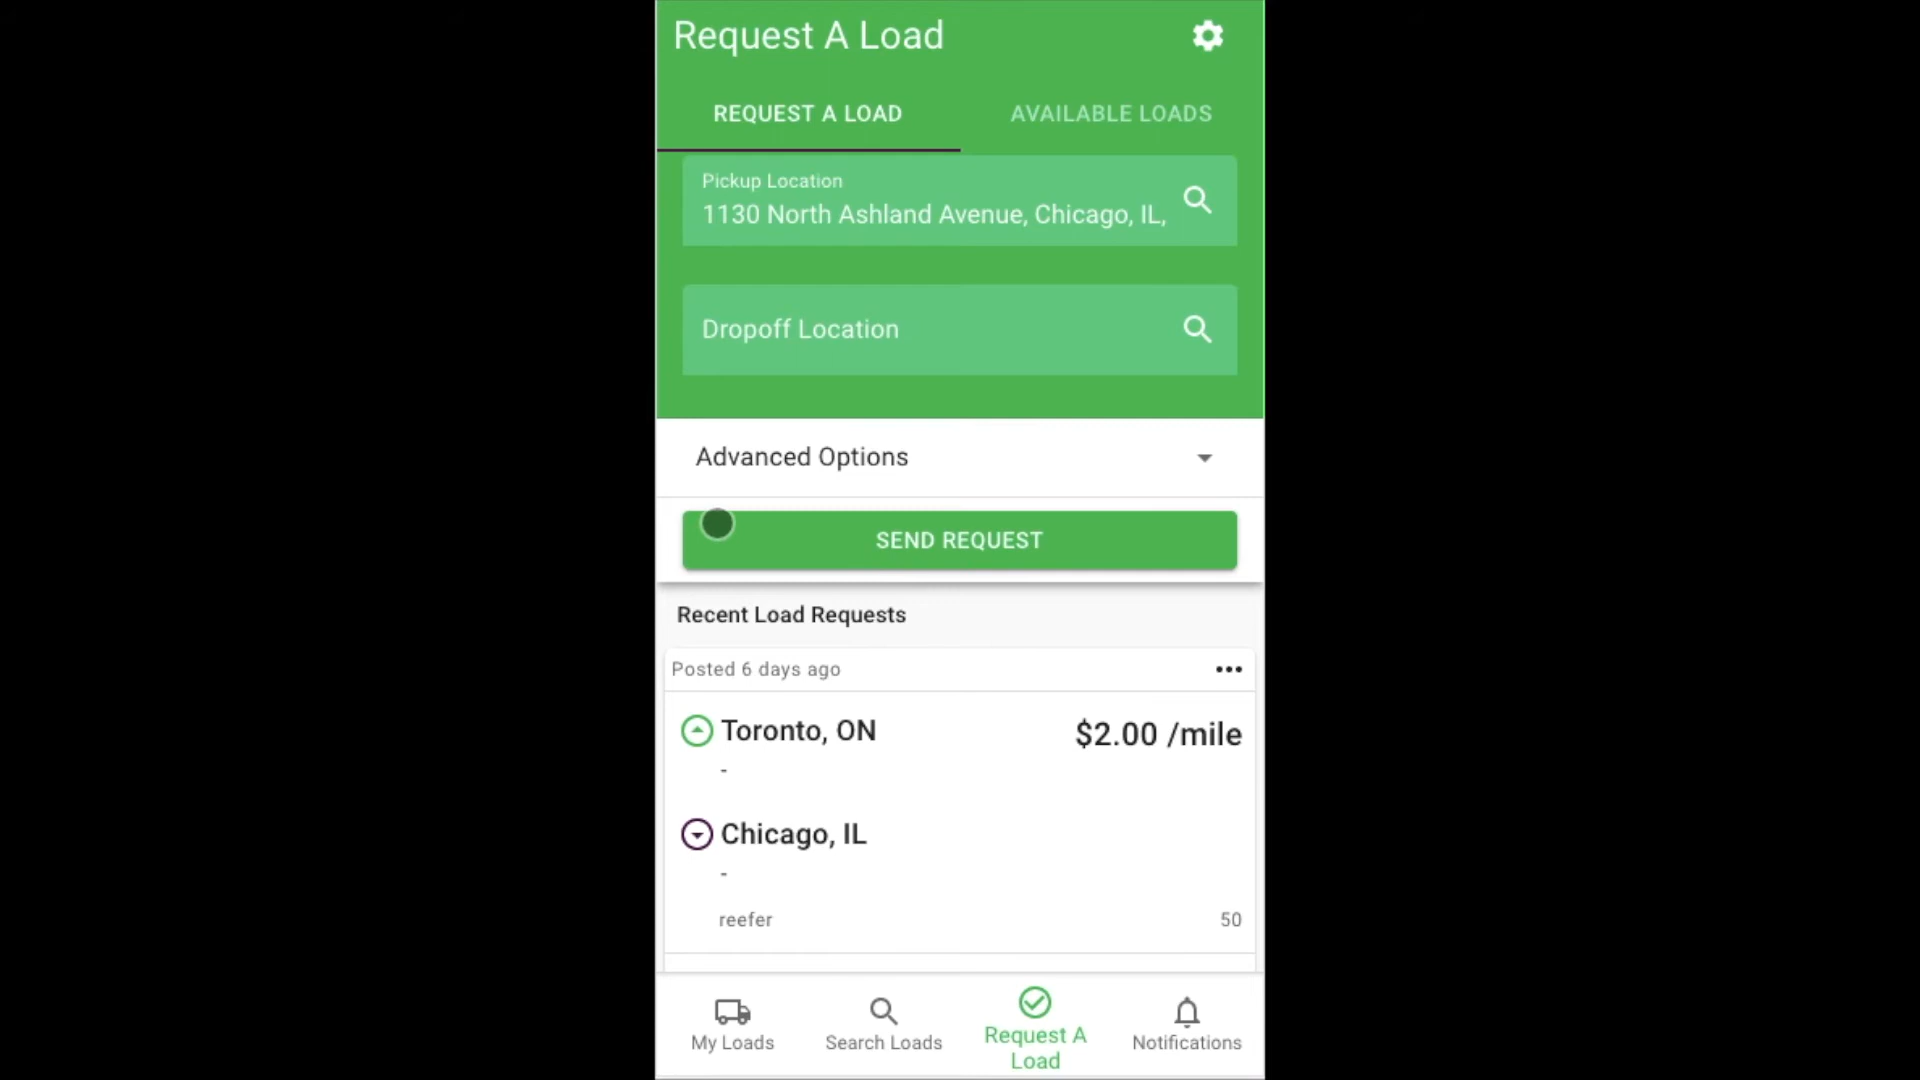 Request A Load
REQUEST A LOAD
AVAILABLE LOADS
Pickup Location
1130 North Ashland Avenue, Chicago, IL,
Dropoff Location
Advanced Options
SEND REQUEST
Recent Load Requests
Posted 6 days ago
Toronto, ON
$2.00 /mile
-
Chicago, IL
-
reefer
50
My Loads
Search Loads
Request A
Load
Notifications